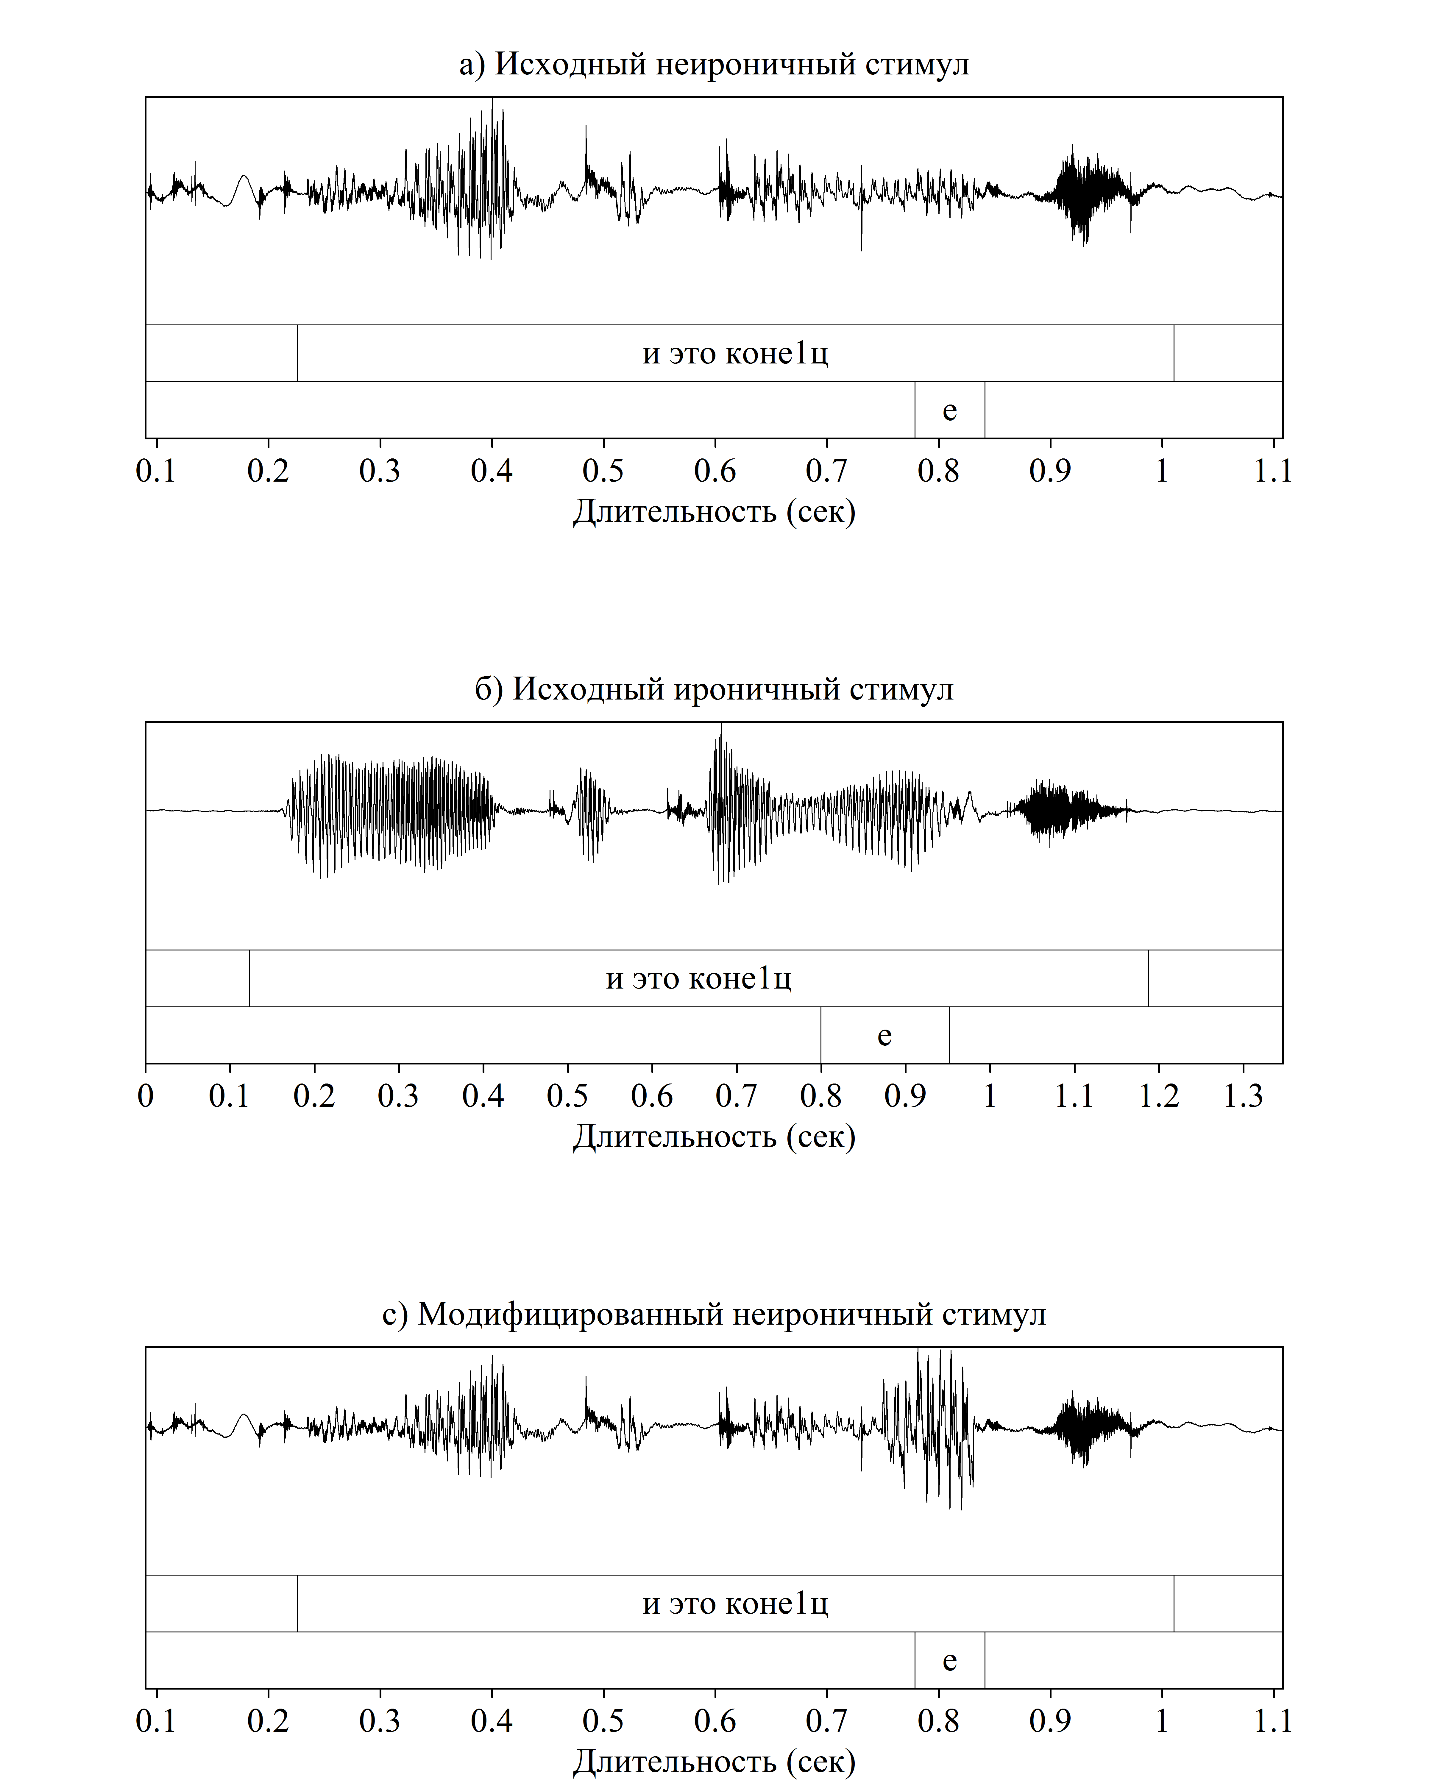 а) Исходный неироничный стимул
и это коне1ц
е
0.1 0.2 0.3 0.4 0.5 0.6 0.7 0.8 0.9 1 1.1
Длительность (сек)
б) Исходный ироничный стимул
и это коне1ц
е
0 0.1 0.2 0.3 0.4 0.5 0.6 0.7 0.8 0.9 1 1.1 1.2 1.3
Длительность (сек)
с) Модифицированный неироничный стимул
и это коне1ц
е
0.1 0.2 0.3 0.4 0.5 0.6 0.7 0.8 0.9 1 1.1
Длительность (сек)